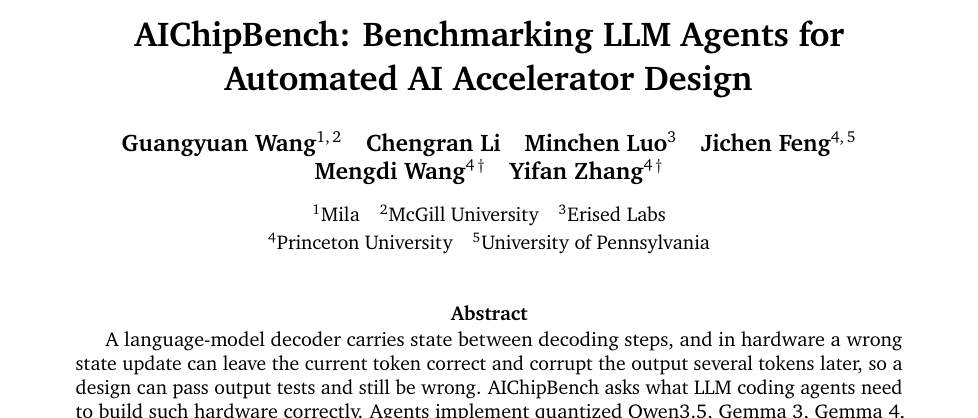 AIChipBench: Benchmarking LLM Agents for
Automated AI Accelerator Design
Guangyuan Wang1,2 Chengran Li Minchen Luo3 Jichen Feng4,5
Mengdi Wang4† Yifan Zhang4†
1Mila 2McGill University 3Erised Labs
4Princeton University 5University of Pennsylvania
Abstract
A language-model decoder carries state between decoding steps, and in hardware a wrong
state update can leave the current token correct and corrupt the output several tokens later, so a
design can pass output tests and still be wrong. AIChipBench asks what LLM coding agents need
to build such hardware correctly. Agents implement quantized Qwen3.5, Gemma 3, Gemma 4,